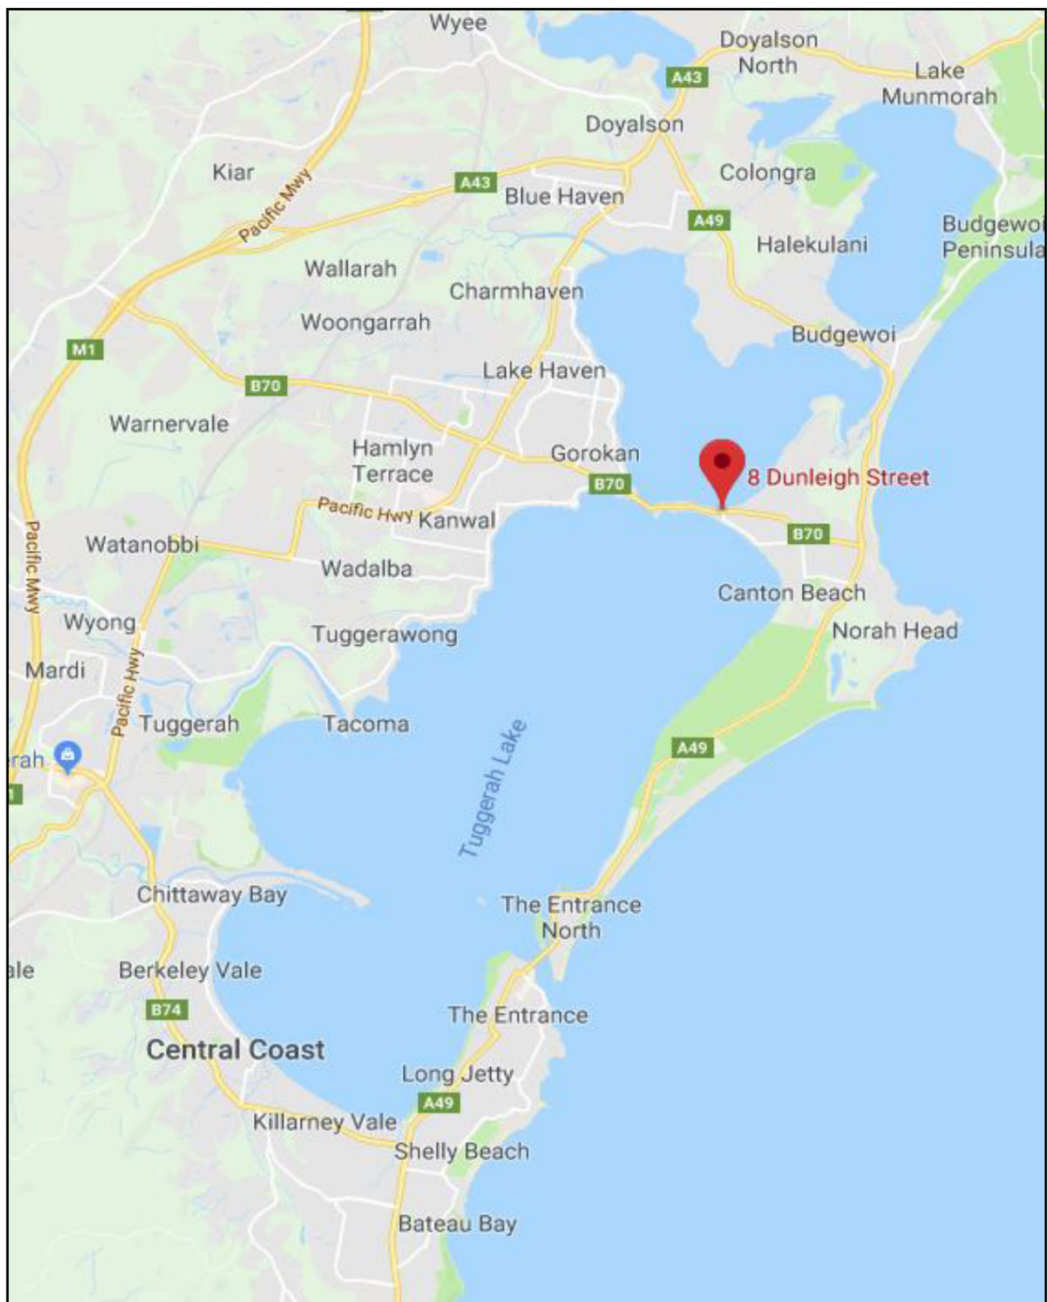 Wyee
Doyalson
North
A43
Lake
Munmorah
Doyalson
Kiar
Pacific Mwy
A43
Blue Haven
Colongra
A49
Halekulani
Budgewoi
Peninsula
Wallarah
Charmhaven
Woongarrah
Budgewoi
M1
Lake Haven
B70
Warnervale
Hamlyn
Terrace
Gorokan
B70
8 Dunleigh Street
Pacific Hwy
Kanwal
B70
Pacific Mwy
Watanobbi
Wadalba
Canton Beach
Wyong
Tuggerawong
Norah Head
Mardi
Pacific Hwy
Tuggerah
Tacoma
A49
erah
Tuggerah Lake
Chittaway Bay
The Entrance
North
ale
Berkeley Vale
B74
The Entrance
Central Coast
Long Jetty
A49
Killarney Vale
Shelly Beach
Bateau Bay